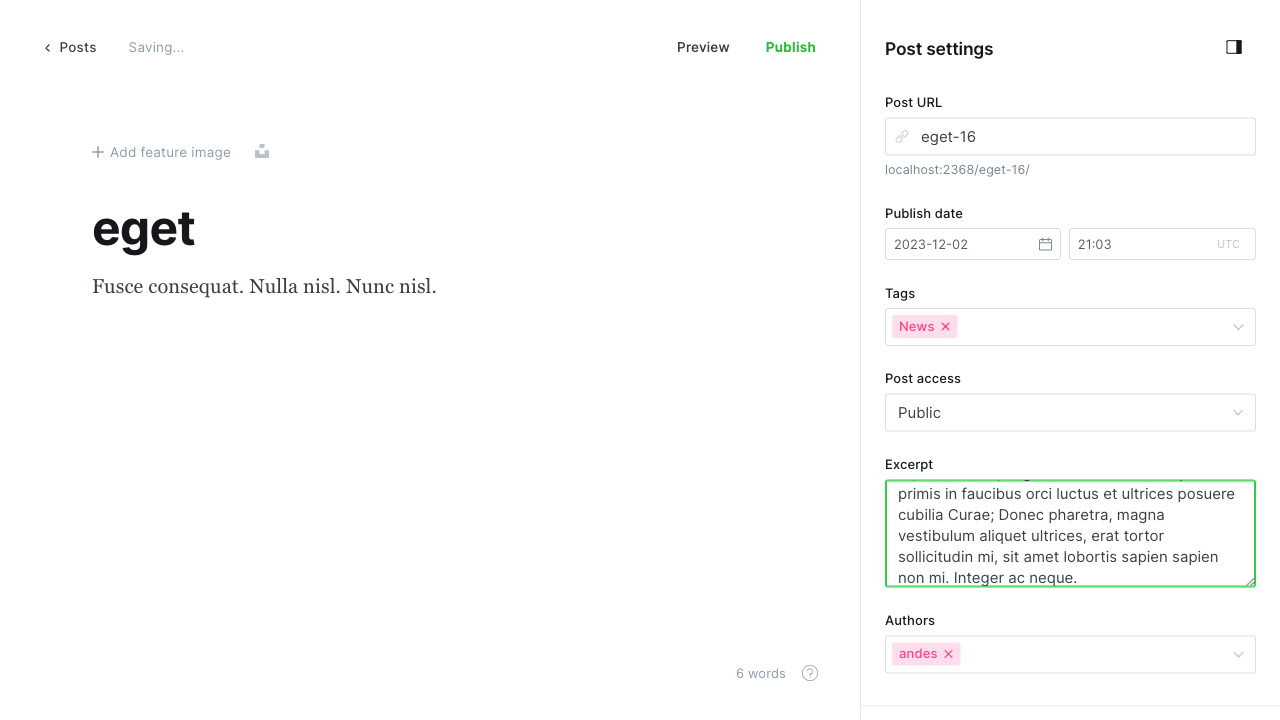 Posts
Saving...
Preview
Publish
Add feature image
eget
Fusce consequat. Nulla nisl. Nunc nisl.
6 words
Post settings
Post URL
eget-16
localhost:2368/eget-16/
Publish date
2023-12-02
21:03
UTC
Tags
News
Post access
Public
Excerpt
primis in faucibus orci luctus et ultrices posuere
cubilia Curae; Donec pharetra, magna
vestibulum aliquet ultrices, erat tortor
sollicitudin mi, sit amet lobortis sapien sapien
non mi. Integer ac neque.
Authors
andes